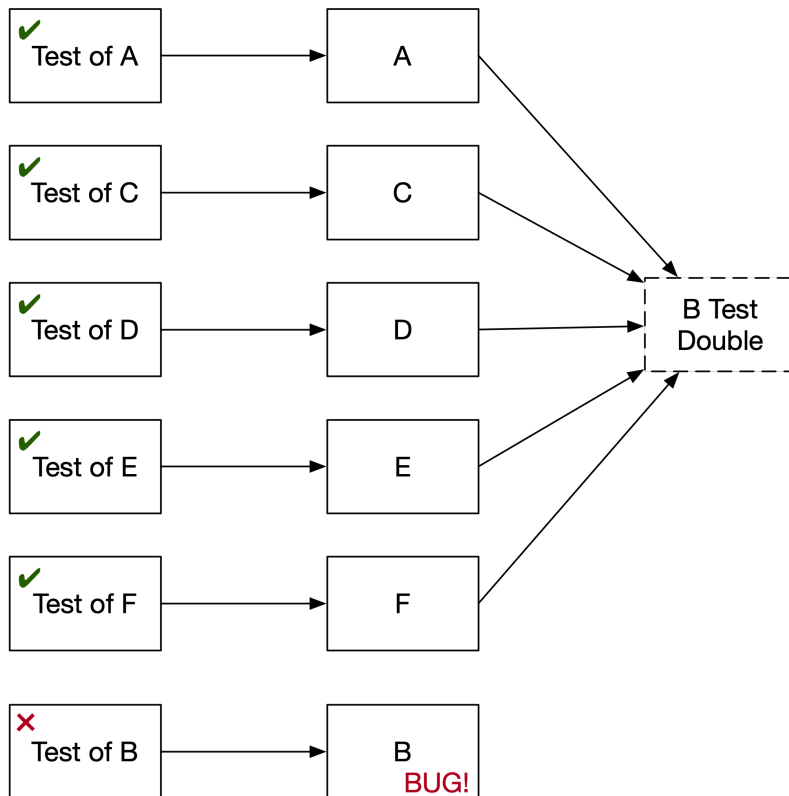 Test of A
A
Test of C
C
B Test
Double
Test of D
D
Test of E
E
Test of F
F
Test of B
B
BUG!